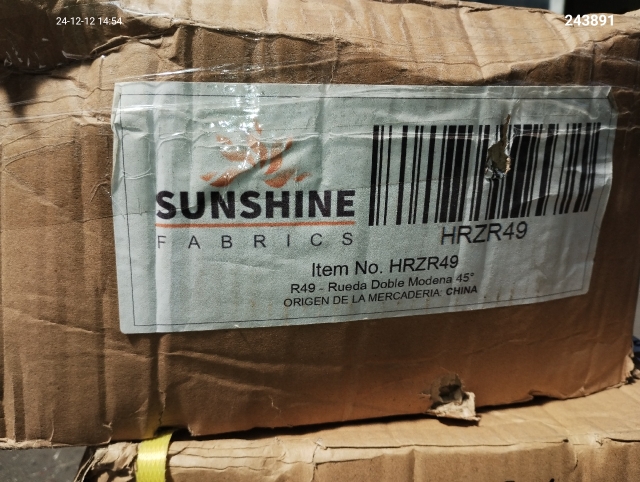 24-12-12 14:54
243891
SUNSHINE
FABRICS
HRZR49
Item No. HRZR49
R49 - Rueda Doble Modena 45°
ORIGEN DE LA MERCADERIA: CHINA